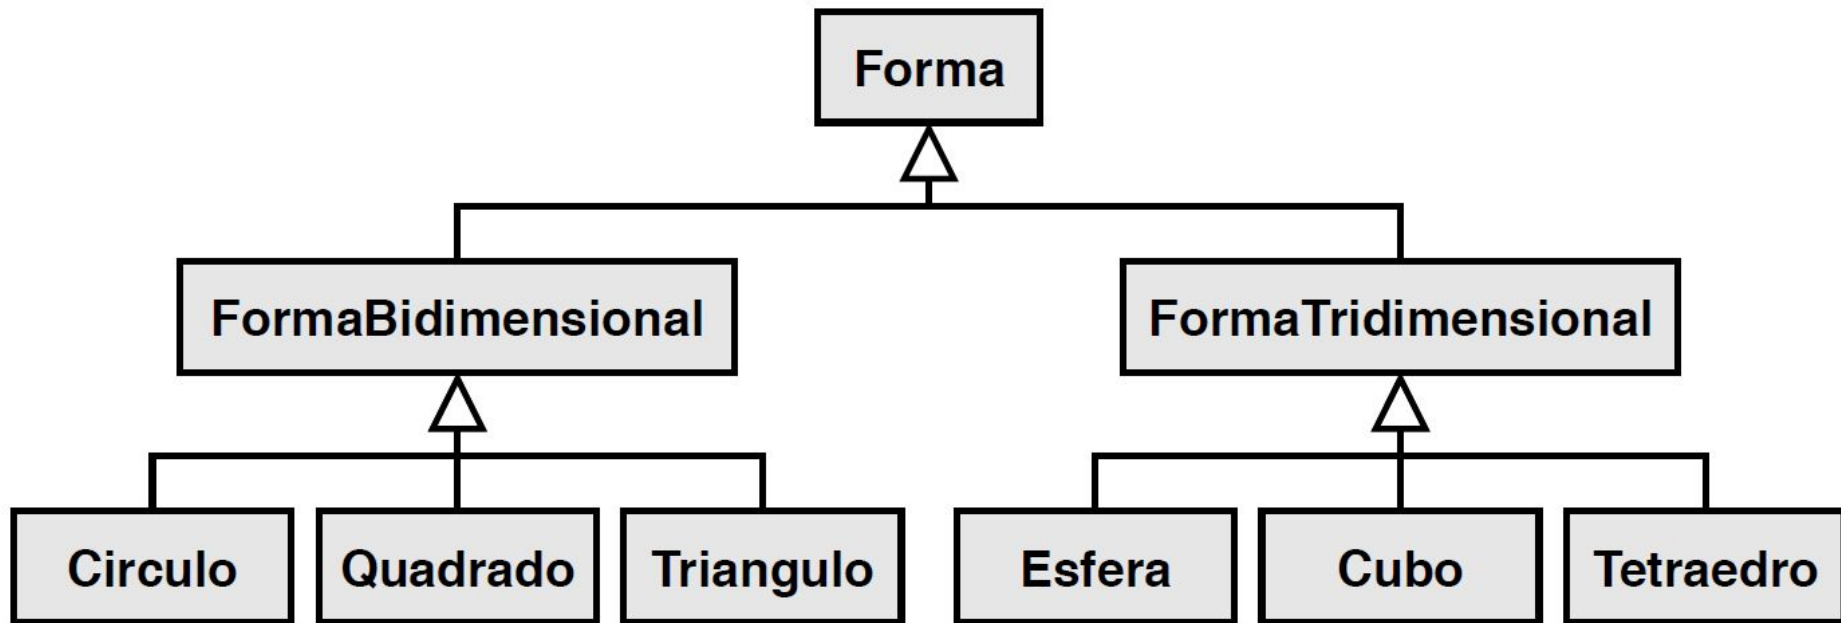 Forma
FormaBidimensional
FormaTridimensional
Circulo
Quadrado
Triangulo
Esfera
Cubo
Tetraedro